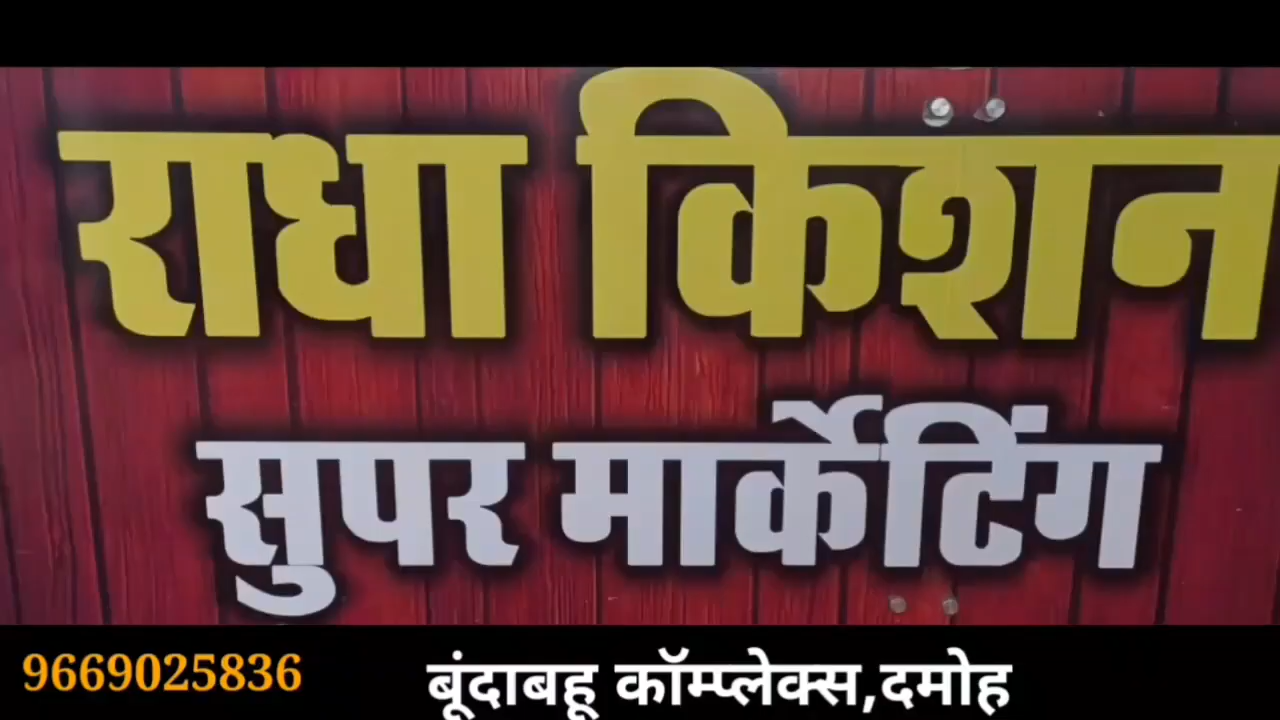 राधा किशन
सुपर मार्केटिंग
9669025836 बूंदाबहू कॉम्प्लेक्स,दमोह